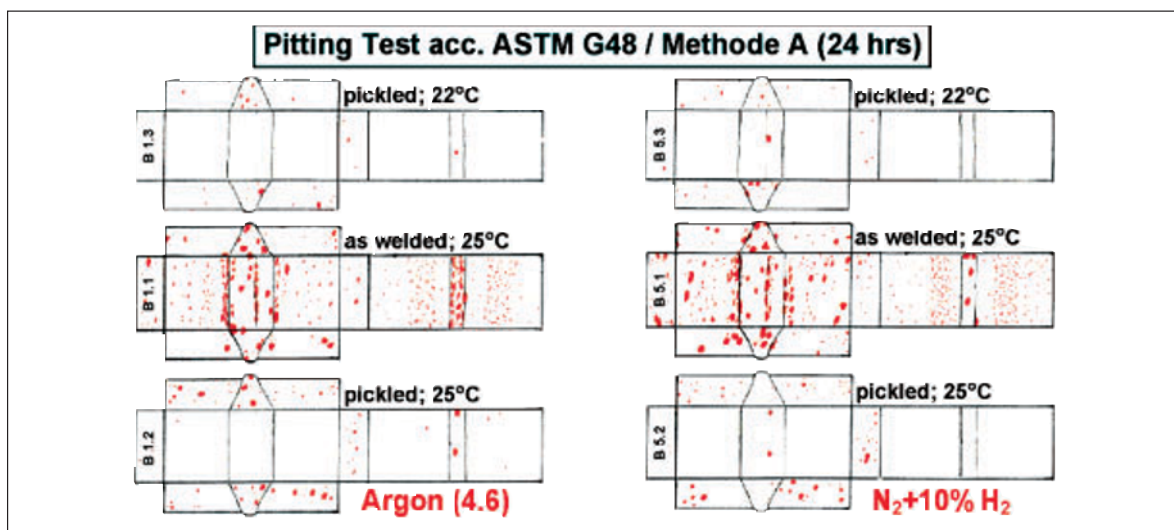 Pitting Test acc. ASTM G48 / Methode A (24 hrs)
pickled; 22°C
B 1.3
pickled; 22°C
B 5.3
as welded; 25°C
B 1.1
as welded; 25°C
B 5.1
pickled; 25°C
B 1.2
Argon (4.6)
pickled; 25°C
B 5.2
N₂+10% H₂